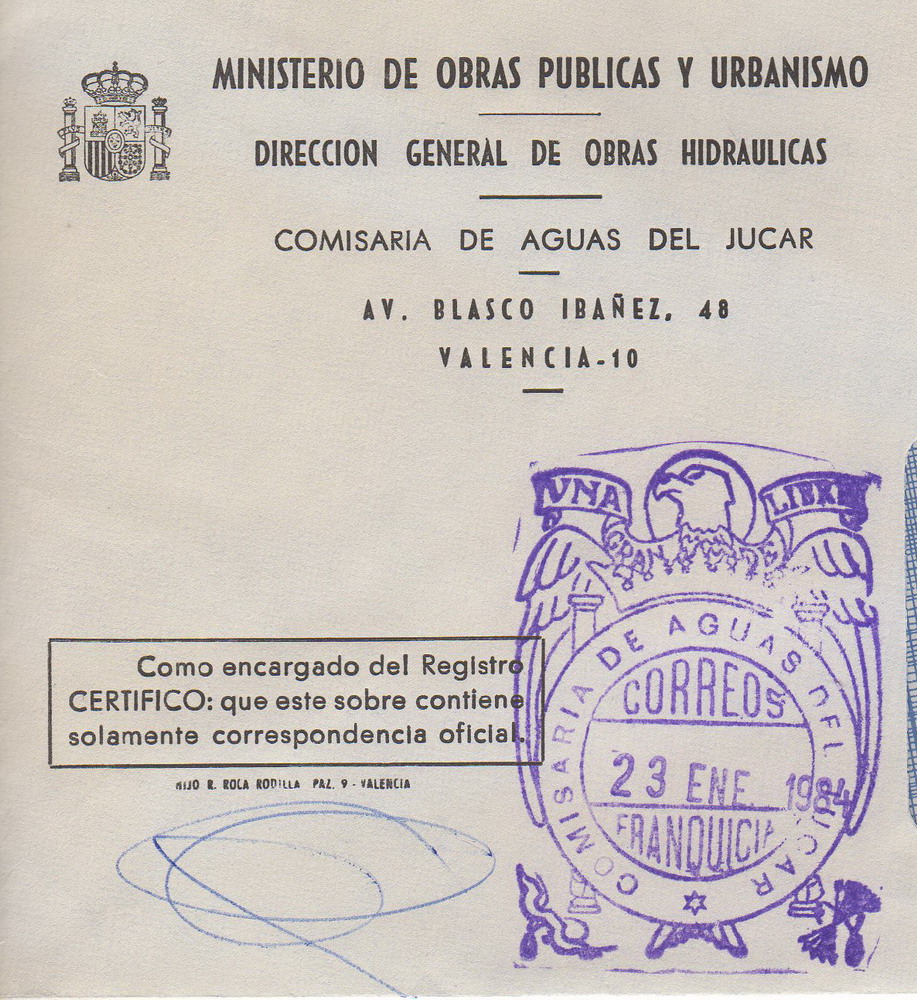 MINISTERIO DE OBRAS PUBLICAS Y URBANISMO
DIRECCION GENERAL DE OBRAS HIDRAULICAS
COMISARIA DE AGUAS DEL JUCAR
AV. BLASCO IBAÑEZ, 48
VALENCIA-10
VNA
LIBRE
GRAN
COMISARIA DE AGUAS DEL JUCAR
CORREOS
23 ENE. 1984
FRANQUICIA
Como encargado del Registro
CERTIFICO: que este sobre contiene
solamente correspondencia oficial.
HIJO R. ROCA RODILLA PAZ, 9 - VALENCIA